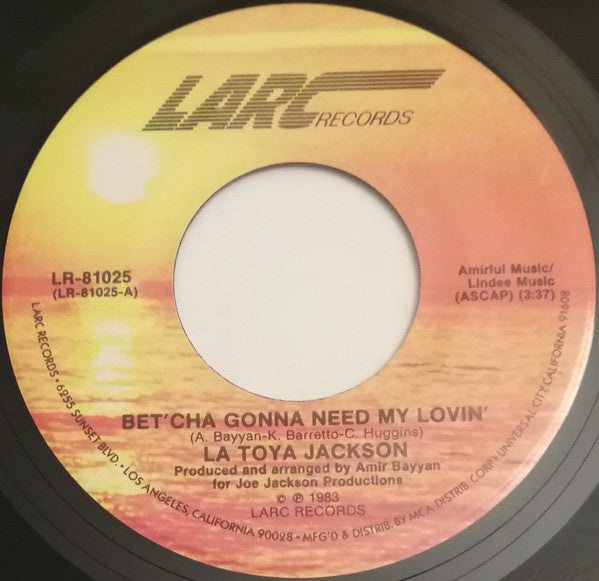 LARC RECORDS
LR-81025
(LR-81025-A)
Amirful Music/
Lindee Music
(ASCAP) (3:37)
BET'CHA GONNA NEED MY LOVIN'
(A. Bayyan-K. Barretto-C. Huggins)
LA TOYA JACKSON
Produced and arranged by Amir Bayyan
for Joe Jackson Productions
© ℗ 1983
LARC RECORDS
LARC RECORDS • 6255 SUNSET BLVD. • LOS ANGELES, CALIFORNIA 90028 • MFG'D & DISTRIB. BY MCA DISTRIB. CORP., UNIVERSAL CITY, CALIFORNIA 91608